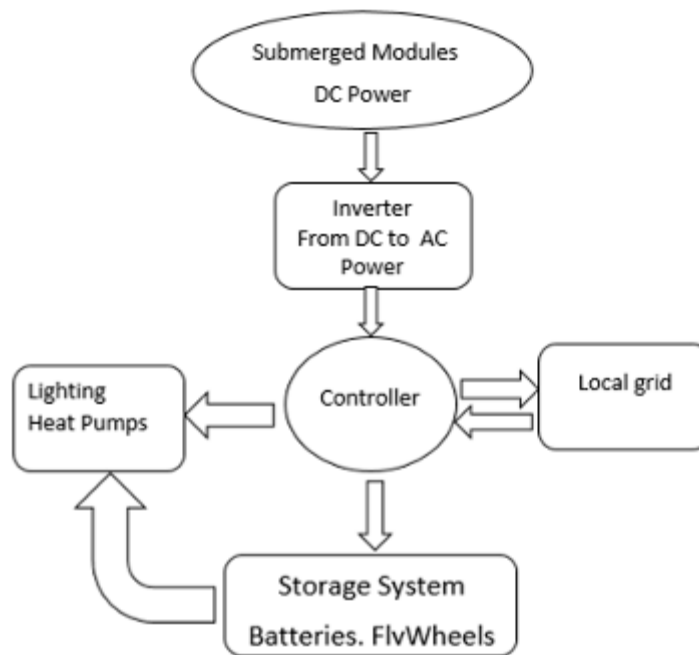 Submerged Modules
DC Power
Inverter
From DC to AC
Power
Controller
Local grid
Lighting
Heat Pumps
Storage System
Batteries. FlvWheels